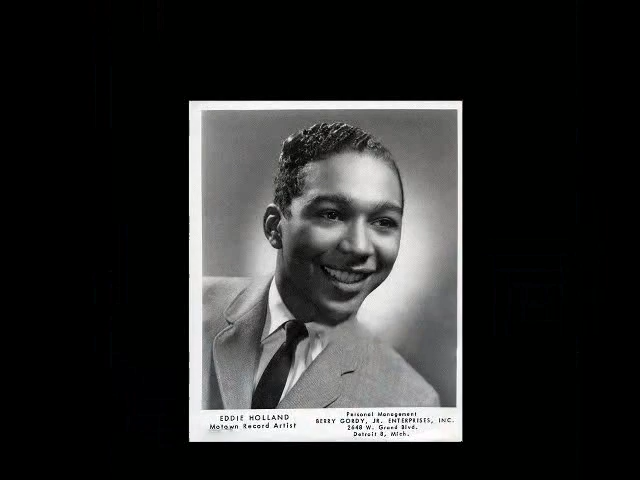 EDDIE HOLLAND
Motown Record Artist
Personal Management
BERRY GORDY, JR. ENTERPRISES, INC.
2648 W. Grand Blvd.
Detroit 8, Mich.